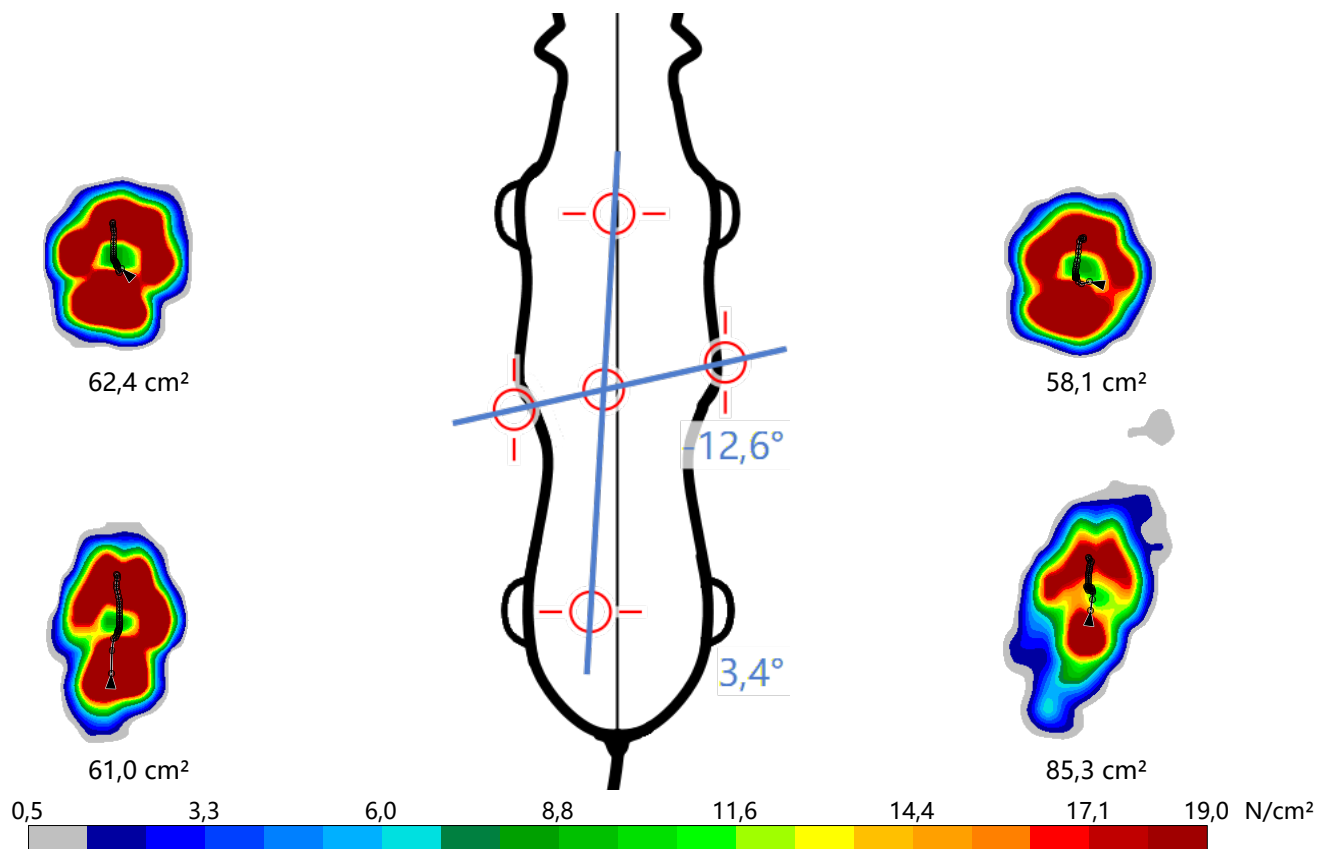 62,4 cm²
58,1 cm²
-12,6°
3,4°
61,0 cm²
85,3 cm²
0,5 3,3 6,0 8,8 11,6 14,4 17,1 19,0 N/cm²